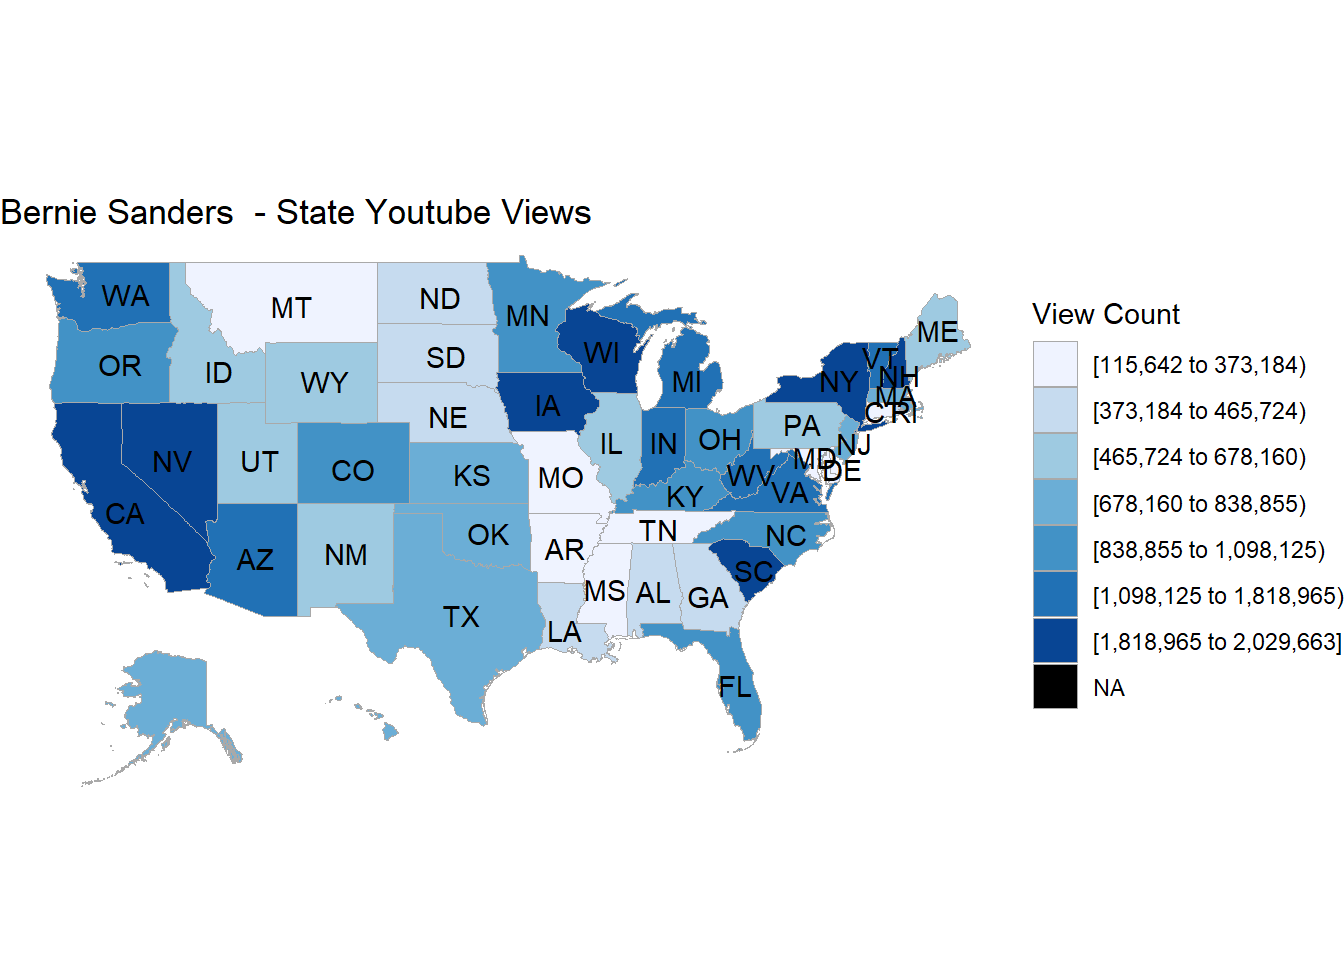 Bernie Sanders  - State Youtube Views
WA
MT
ND
MN
ME
OR
ID
WY
SD
WI
MI
VT
NH
NY
MA
CT
RI
NE
IA
NV
UT
CO
KS
MO
IL
IN
OH
PA
NJ
MD
DE
WV
VA
KY
CA
AZ
NM
OK
AR
TN
NC
TX
LA
MS
AL
GA
SC
FL
View Count
[115,642 to 373,184)
[373,184 to 465,724)
[465,724 to 678,160)
[678,160 to 838,855)
[838,855 to 1,098,125)
[1,098,125 to 1,818,965)
[1,818,965 to 2,029,663]
NA